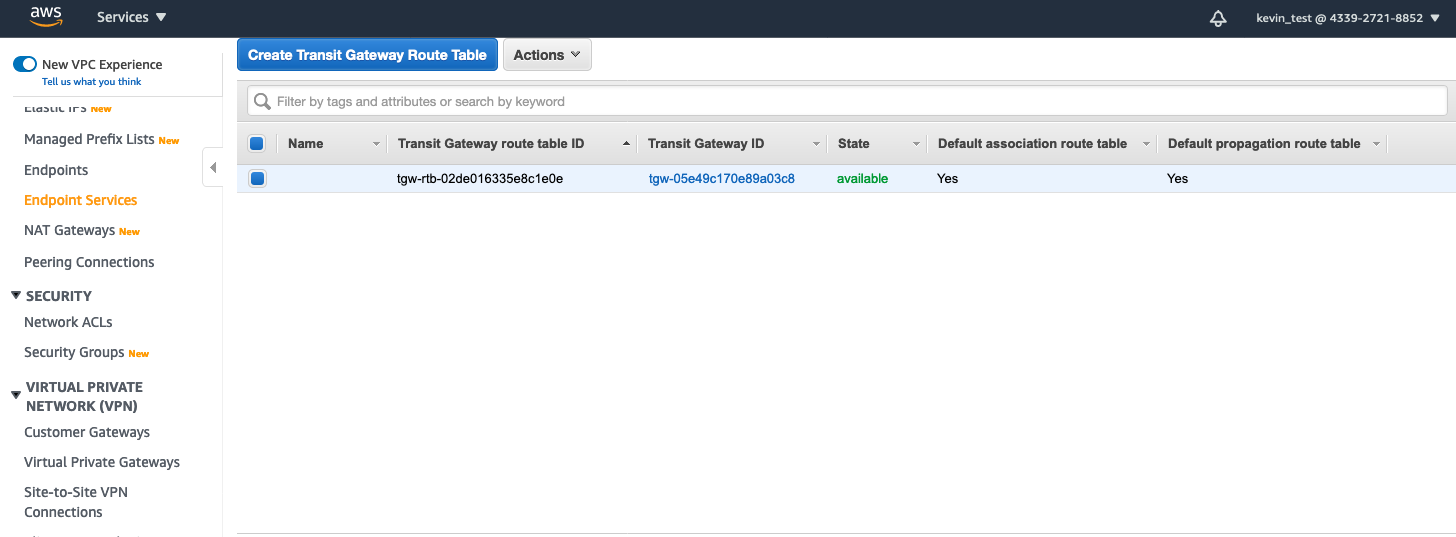 aws
Services
kevin_test @ 4339-2721-8852
New VPC Experience
Tell us what you think
Elastic IPs New
Managed Prefix Lists New
Endpoints
Endpoint Services
NAT Gateways New
Peering Connections
SECURITY
Network ACLs
Security Groups New
VIRTUAL PRIVATE
NETWORK (VPN)
Customer Gateways
Virtual Private Gateways
Site-to-Site VPN
Connections
Create Transit Gateway Route Table Actions
Filter by tags and attributes or search by keyword
Name Transit Gateway route table ID Transit Gateway ID State Default association route table Default propagation route table
tgw-rtb-02de016335e8c1e0e tgw-05e49c170e89a03c8 available Yes Yes